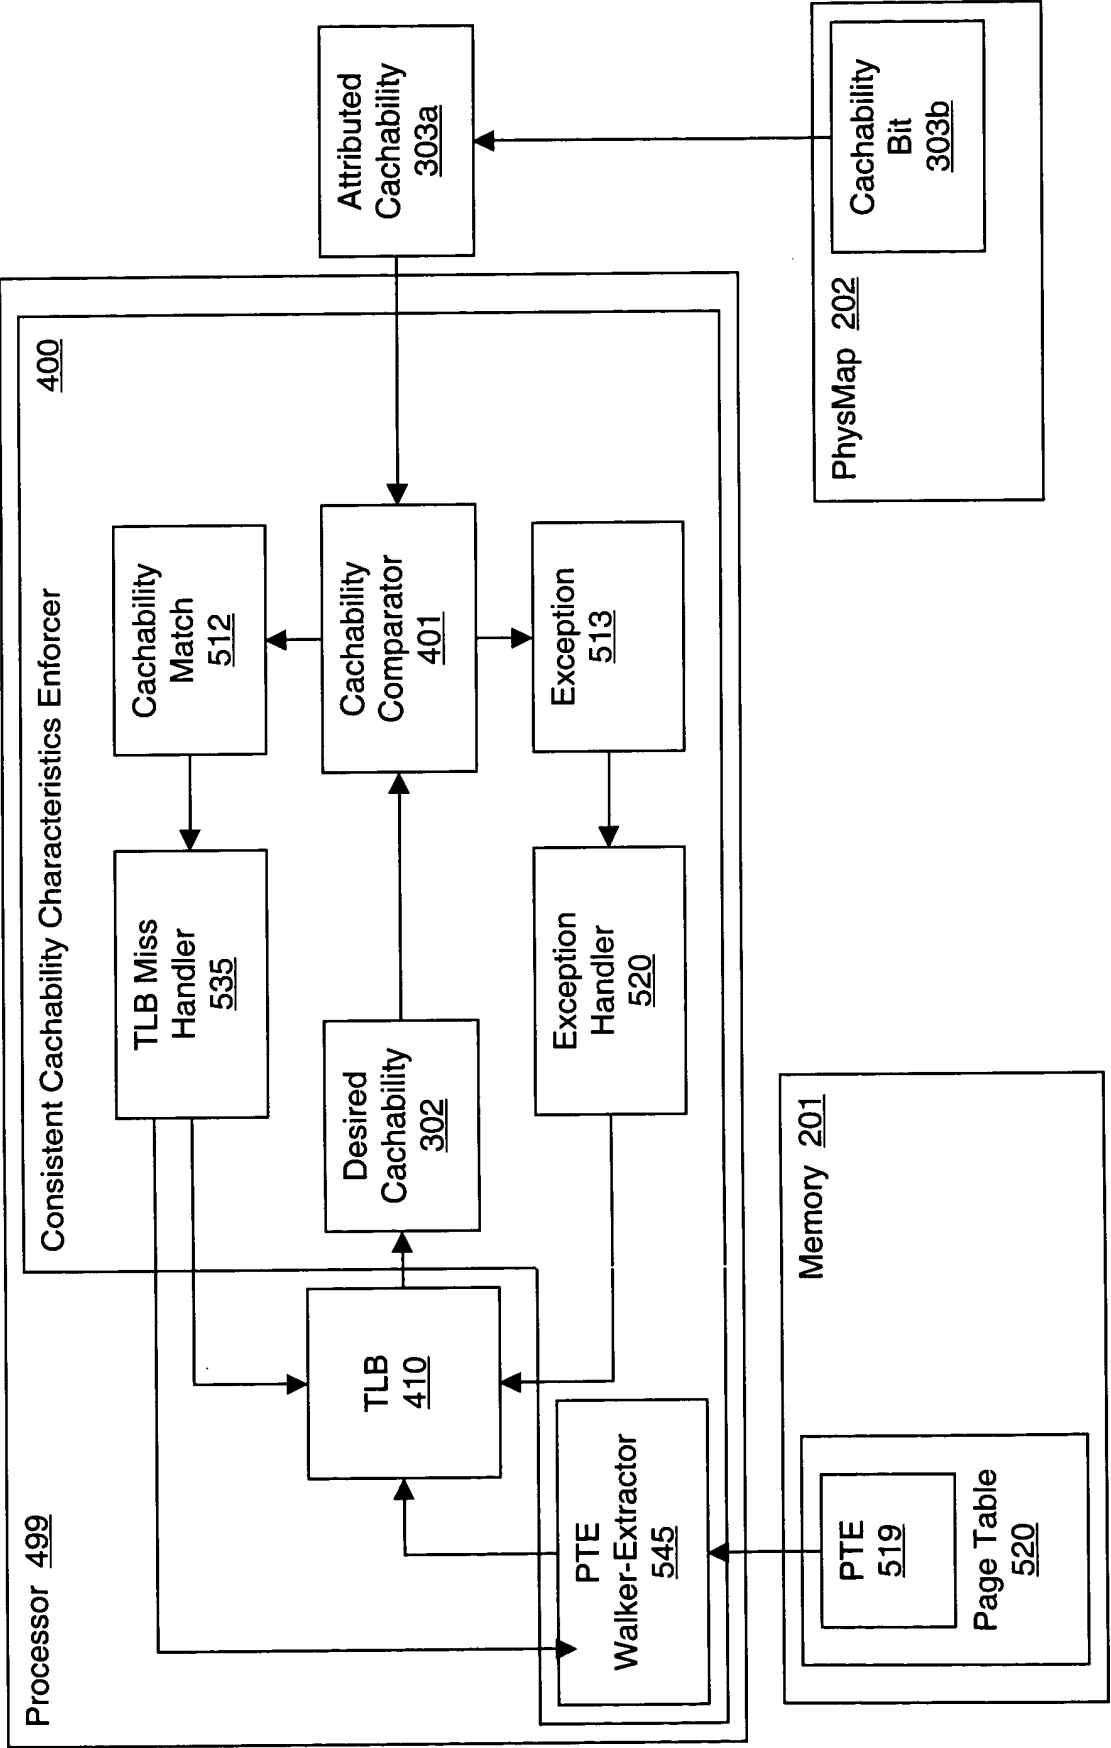 Processor 499
Consistent Cachability Characteristics Enforcer
400
TLB Miss
Handler
535
Cachability
Match
512
TLB
410
Desired
Cachability
302
Cachability
Comparator
401
Attributed
Cachability
303a
PTE
Walker-Extractor
545
Exception
Handler
520
Exception
513
Memory 201
PTE
519
Page Table
520
PhysMap 202
Cachability
Bit
303b